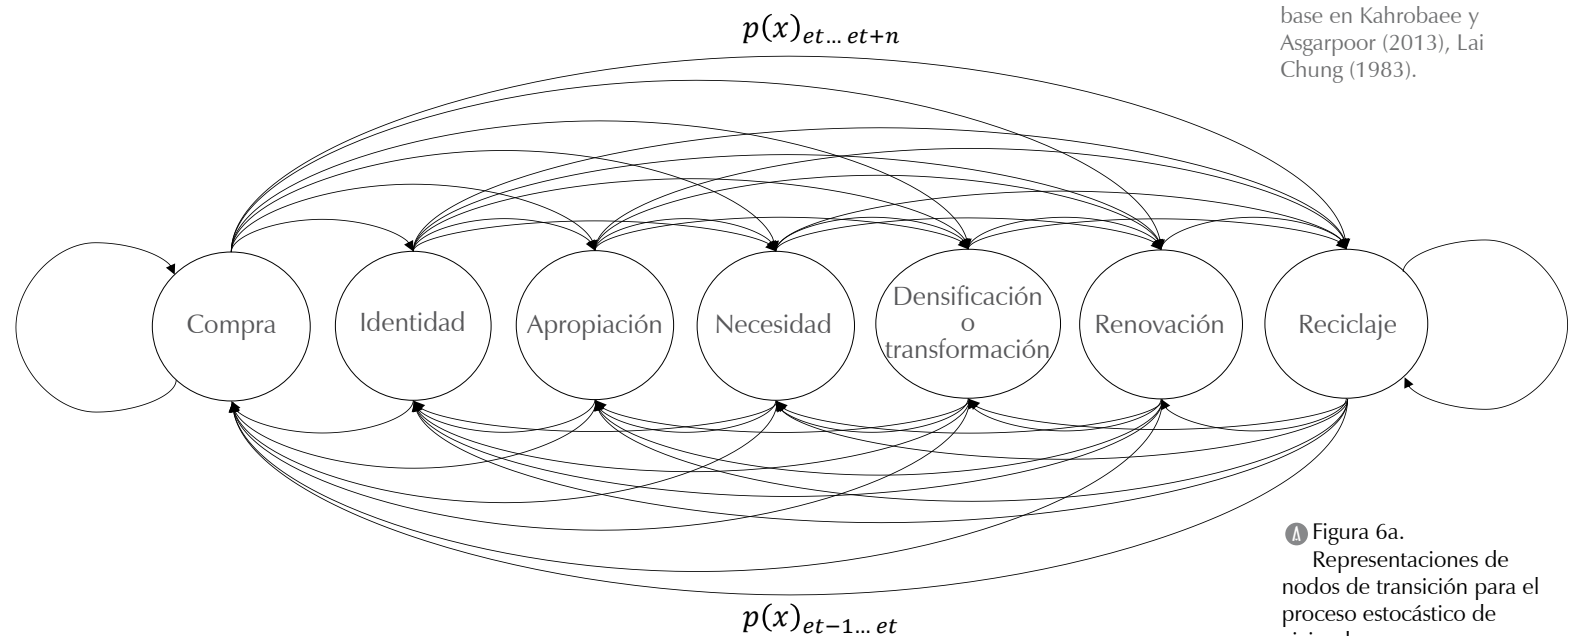 p(x)et... et+n
base en Kahrobaee y
Asgarpoor (2013), Lai
Chung (1983).
Compra
Identidad
Apropiación
Necesidad
Densificación
o
transformación
Renovación
Reciclaje
Figura 6a.
Representaciones de
nodos de transición para el
proceso estocástico de
p(x)et−1... et